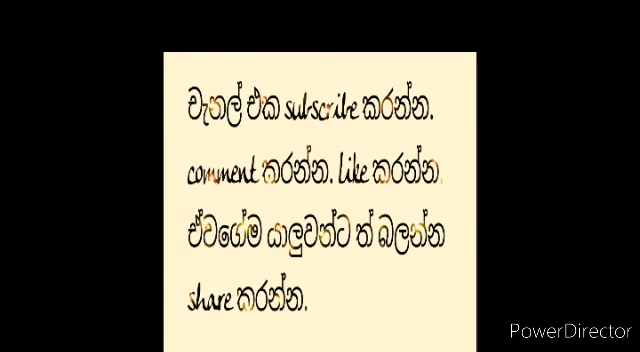 චැනල් එක subscribe කරන්න.
comment කරන්න. like කරන්න
ඒවගේම යාලුවන්ට ත් බලන්න
share කරන්න.
PowerDirector